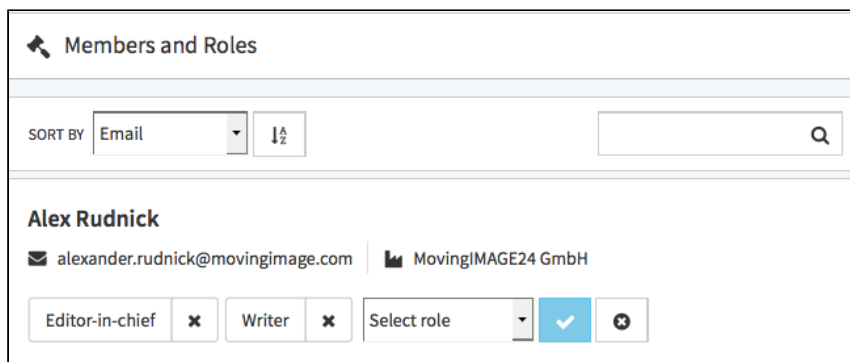 Members and Roles
SORT BY Email A Z
Alex Rudnick
alexander.rudnick@movingimage.com MovingIMAGE24 GmbH
Editor-in-chief Writer Select role